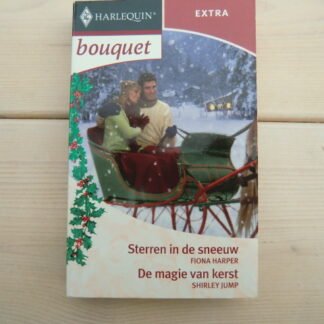 HARLEQUIN
EXTRA
bouquet
Sterren in de sneeuw
FIONA HARPER
De magie van kerst
SHIRLEY JUMP